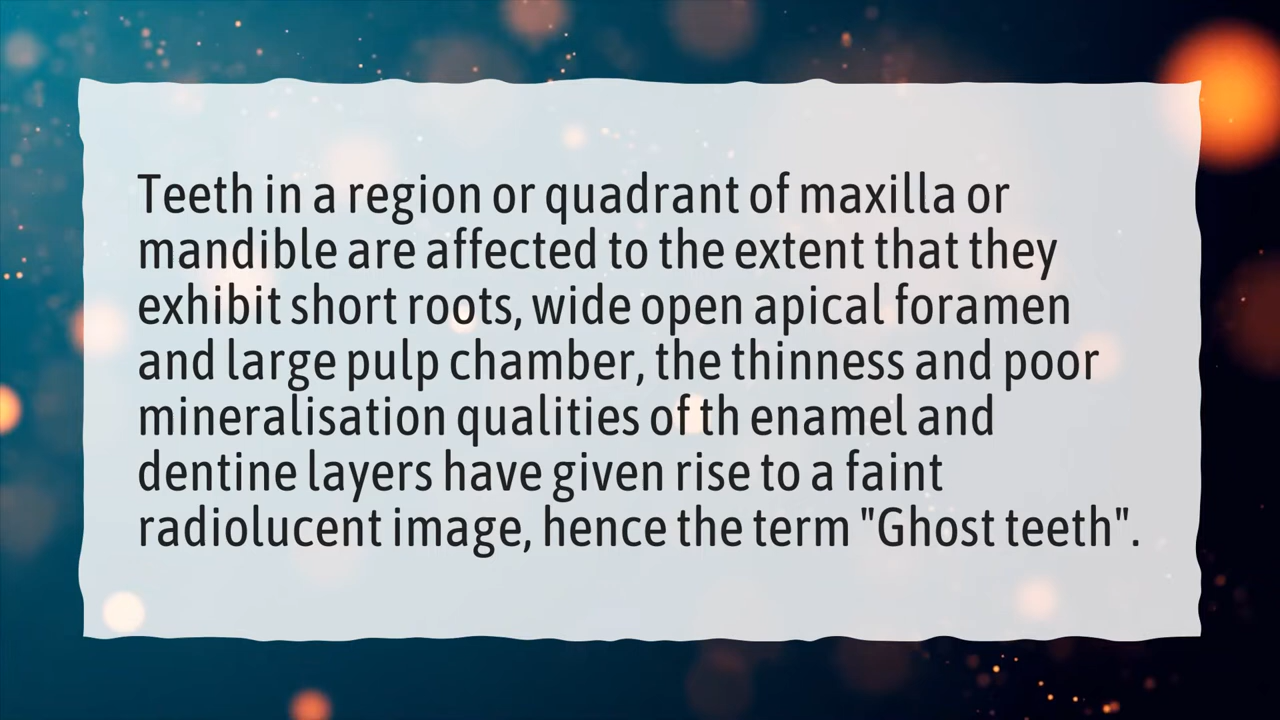 Teeth in a region or quadrant of maxilla or
mandible are affected to the extent that they
exhibit short roots, wide open apical foramen
and large pulp chamber, the thinness and poor
mineralisation qualities of th enamel and
dentine layers have given rise to a faint
radiolucent image, hence the term "Ghost teeth".